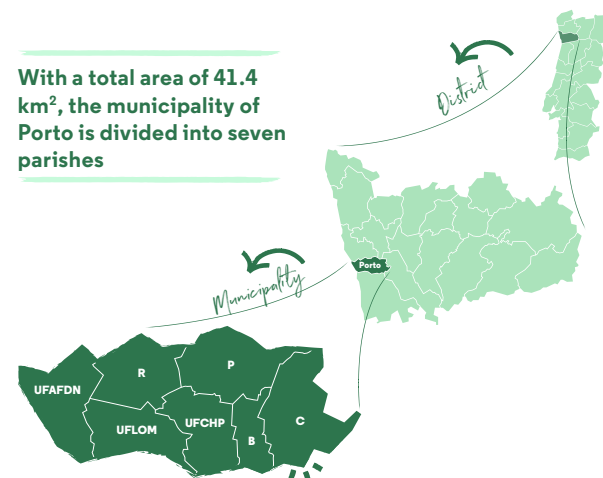 With a total area of 41.4
km², the municipality of
Porto is divided into seven
parishes
District
Porto
Municipality
R
P
UFAFDN
UFLOM
UFCHP
B
C